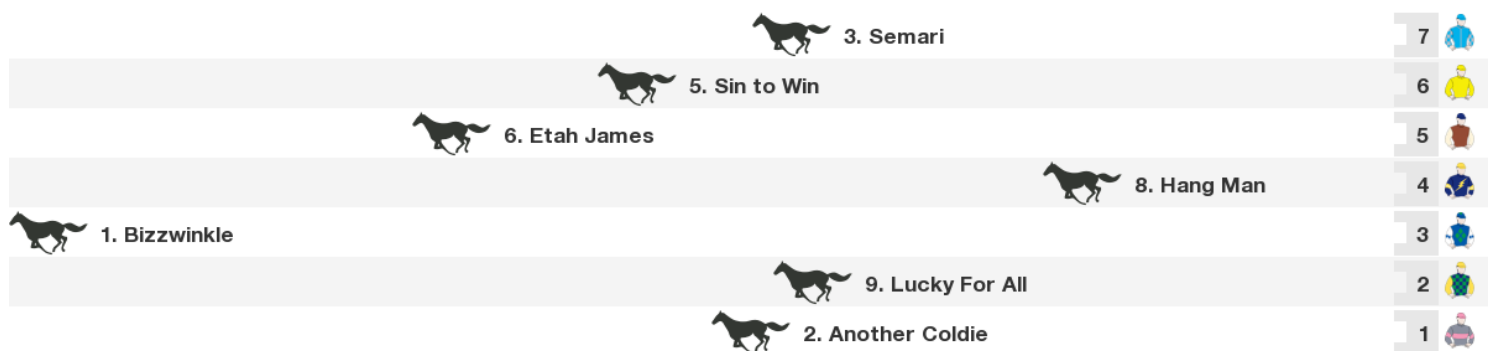 3. Semari 7
5. Sin to Win 6
6. Etah James 5
8. Hang Man 4
1. Bizzwinkle 3
9. Lucky For All 2
2. Another Coldie 1